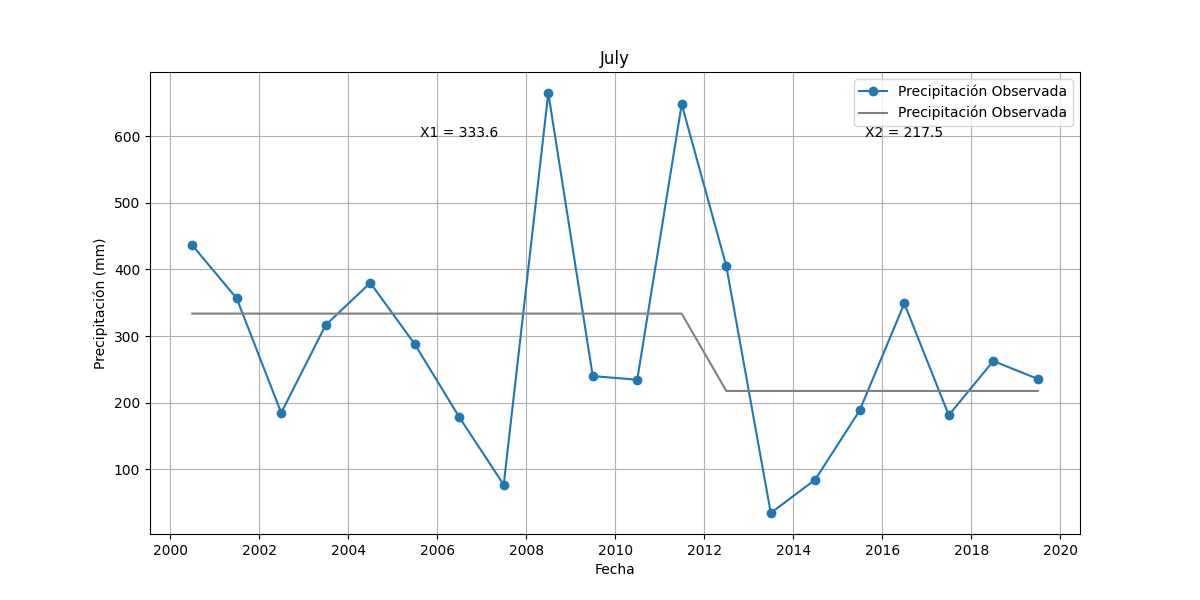 July
Precipitación Observada
Precipitación Observada
X1 = 333.6
X2 = 217.5
Precipitación (mm)
600
500
400
300
200
100
2000 2002 2004 2006 2008 2010 2012 2014 2016 2018 2020
Fecha